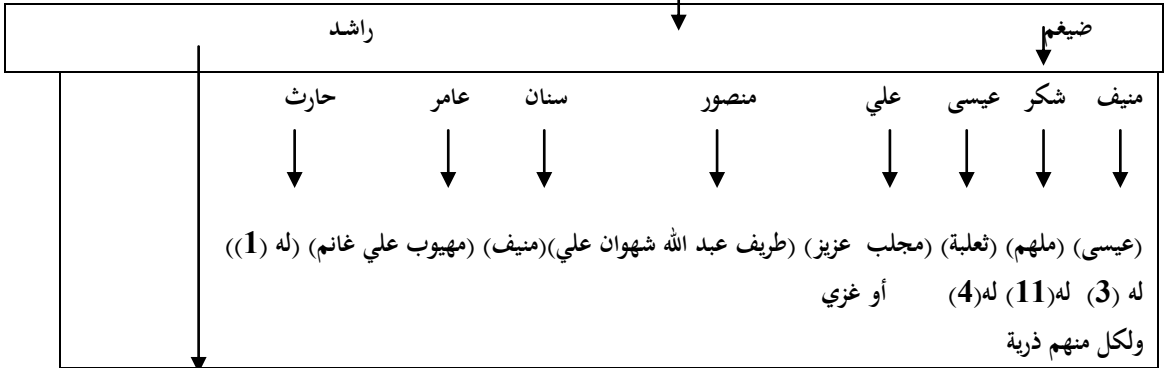 ضيغم راشد
منيف شكر عيسى علي منصور سنان عامر حارث
(عيسى) (ملهم) (ثعلبة) (مجلب عزيز) (طريف عبد الله شهوان علي)(منيف) (مهيوب علي غانم) (له (1))
له (3) له(11) له(4) أو غزي
ولكل منهم ذرية